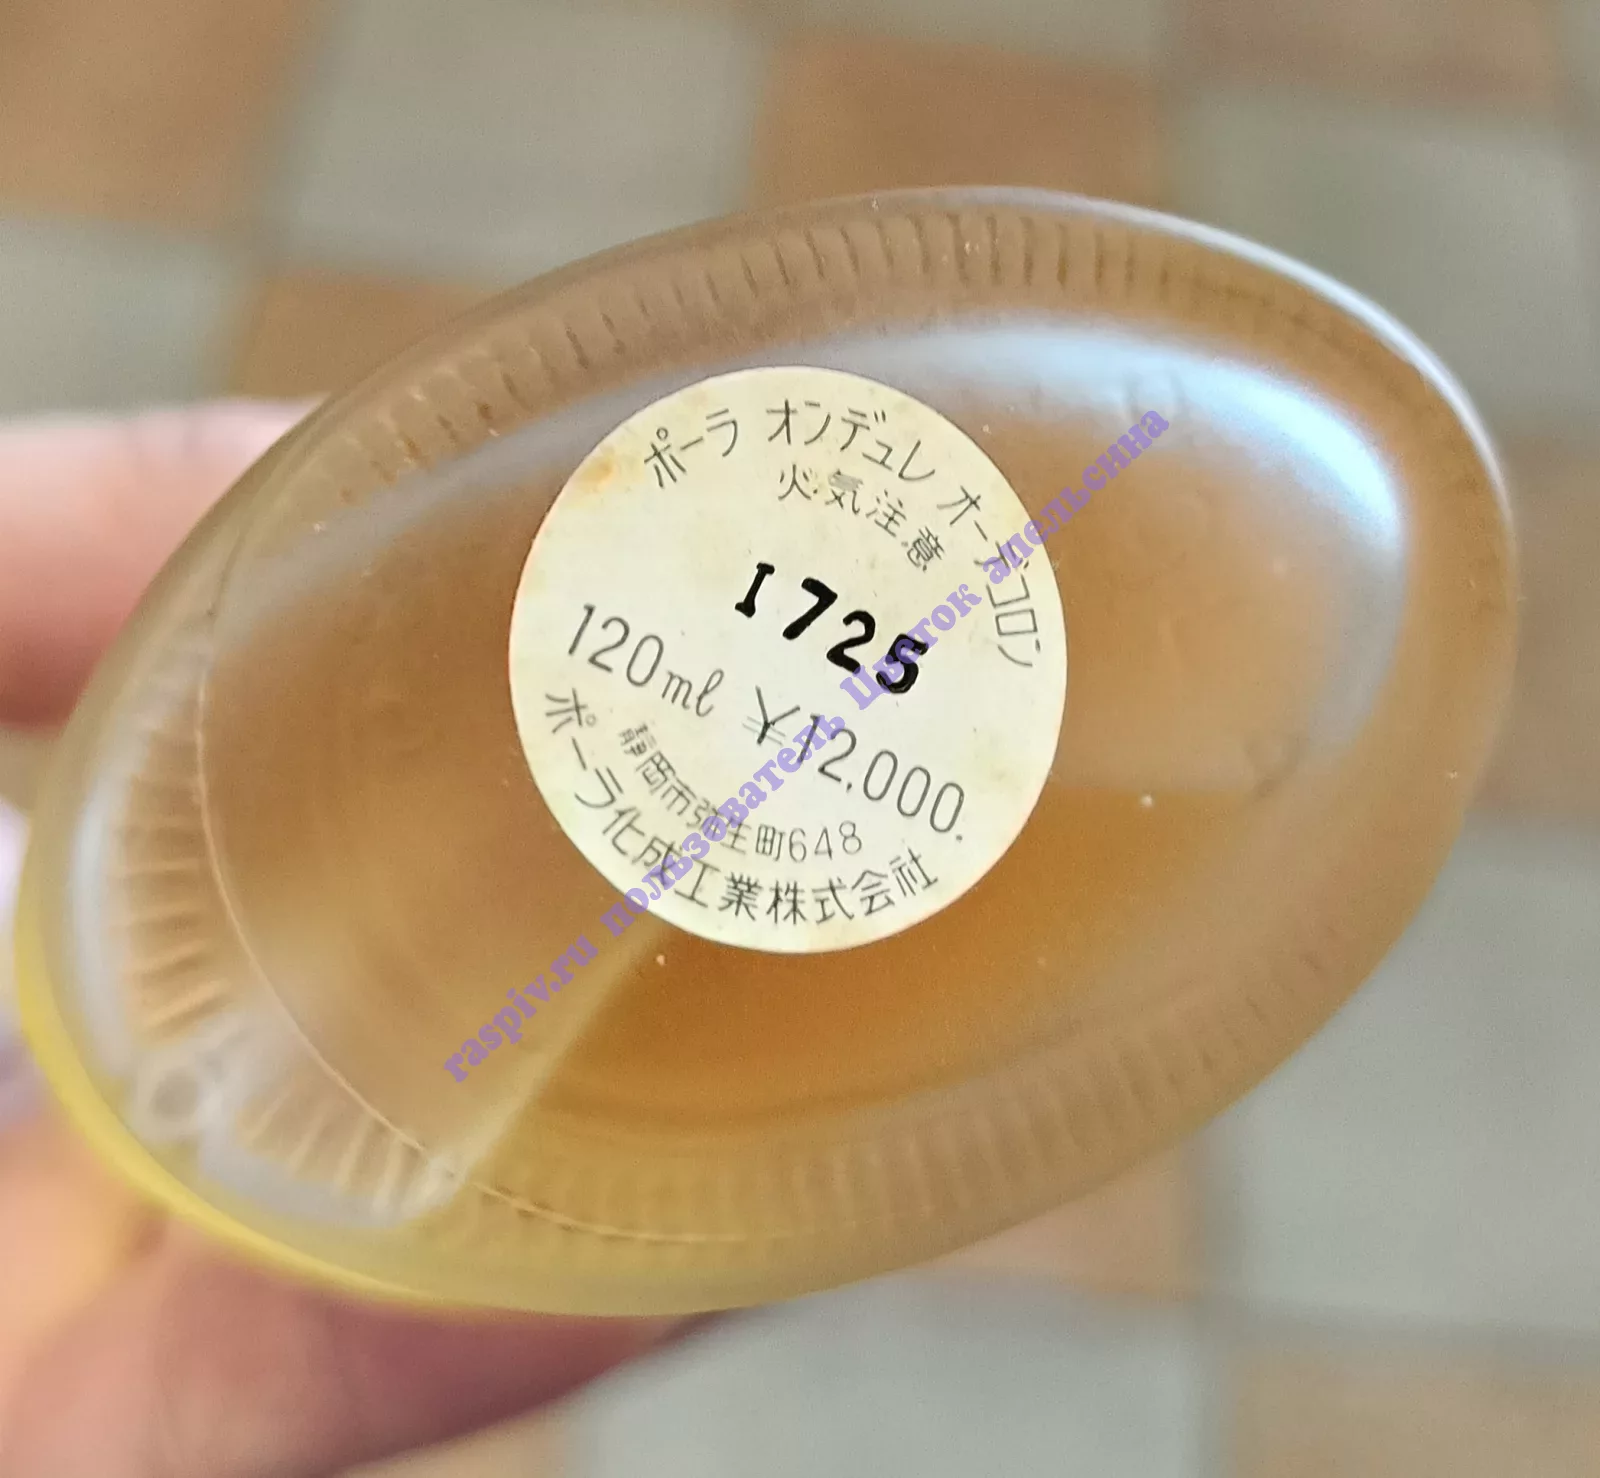 ポーラ オンデュレ オーデコロン
火気注意
I725
120ml ¥12.000.
静岡市弥生町648
ポーラ化成工業株式会社
raspiv.ru пользователь Цветок апельсина